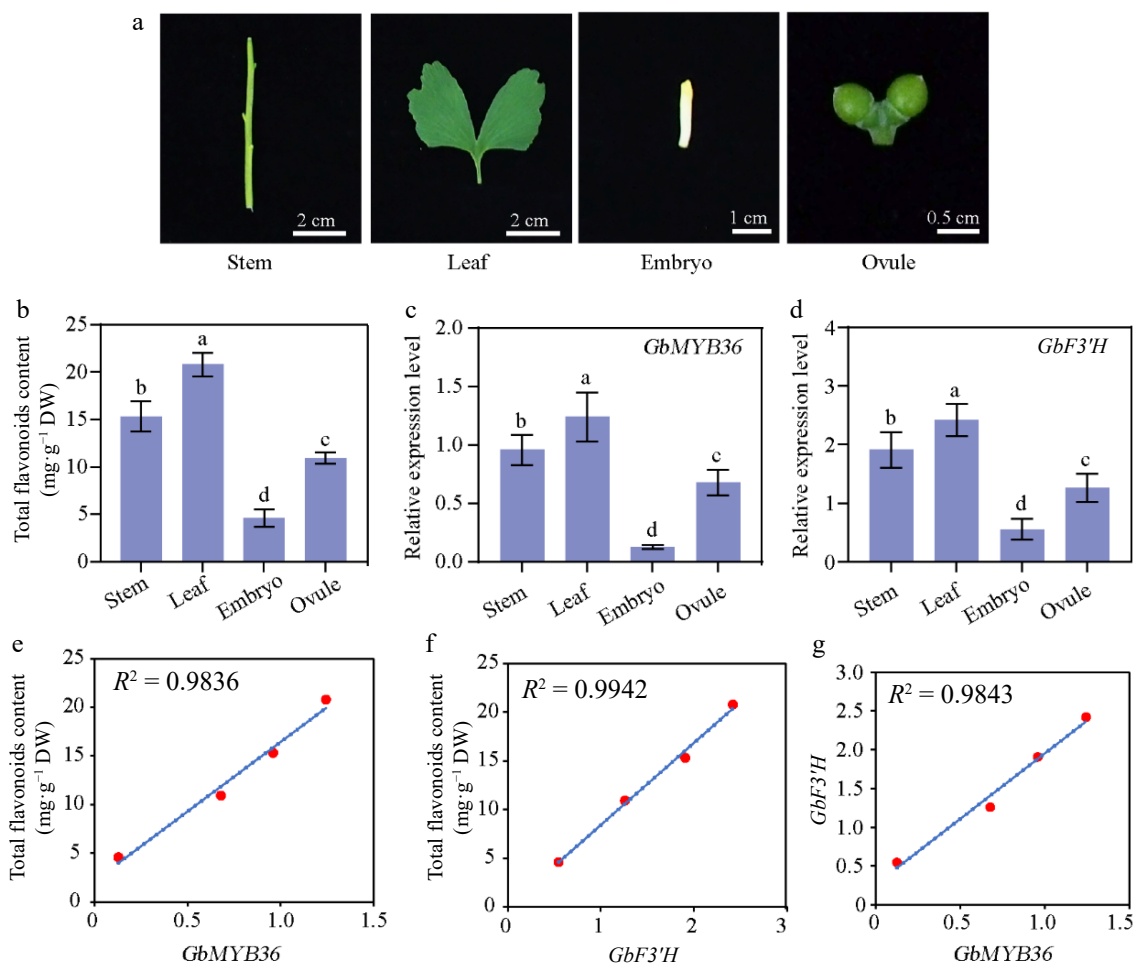 a
2 cm
2 cm
1 cm
0.5 cm
Stem
Leaf
Embryo
Ovule
b
Total flavonoids content
(mg·g⁻¹ DW)
25
20
15
10
5
0
b
a
d
c
Stem
Leaf
Embryo
Ovule
c
Relative expression level
2.0
1.5
1.0
0.5
0.0
GbMYB36
b
a
d
c
Stem
Leaf
Embryo
Ovule
d
Relative expression level
4
3
2
1
0
GbF3'H
b
a
d
c
Stem
Leaf
Embryo
Ovule
e
Total flavonoids content
(mg·g⁻¹ DW)
25
20
15
10
5
0
R² = 0.9836
0
0.5
1.0
1.5
GbMYB36
f
Total flavonoids content
(mg·g⁻¹ DW)
25
20
15
10
5
0
R² = 0.9942
0
1
2
3
GbF3'H
g
GbF3'H
3.0
2.5
2.0
1.5
1.0
0.5
0
R² = 0.9843
0
0.5
1.0
1.5
GbMYB36